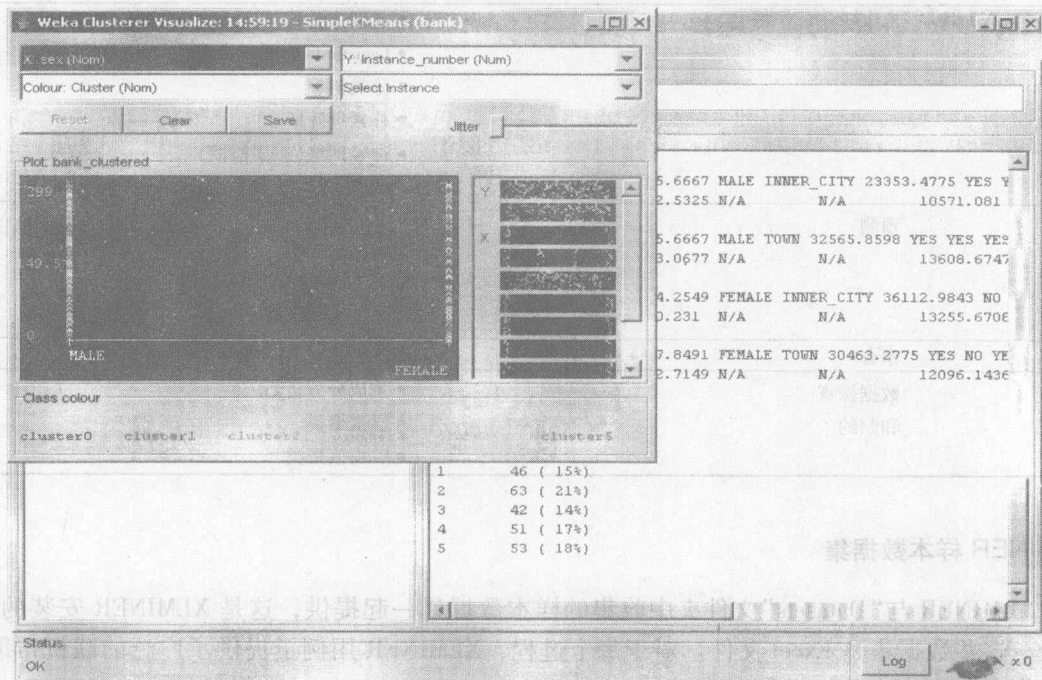 Weka Clusterer Visualize: 14:59:19 - SimpleKMeans (bank)
X: sex (Nom)
Y: Instance_number (Num)
Colour: Cluster (Nom)
Select Instance
Reset
Clear
Save
Jitter
Plot: bank_clustered
299
149.5
0
MALE
FEMALE
Y
X
5.6667 MALE INNER_CITY 23353.4775 YES Y
2.5325 N/A N/A 10571.081
5.6667 MALE TOWN 32565.8598 YES YES YES
3.0677 N/A N/A 13608.6747
4.2549 FEMALE INNER_CITY 36112.9843 NO
0.231 N/A N/A 13255.6708
7.8491 FEMALE TOWN 30463.2775 YES NO YE
2.7149 N/A N/A 12096.1436
Class colour
cluster0 cluster1 cluster2 cluster5
1 46 ( 15%)
2 63 ( 21%)
3 42 ( 14%)
4 51 ( 17%)
5 53 ( 18%)
Status
OK
Log
x 0